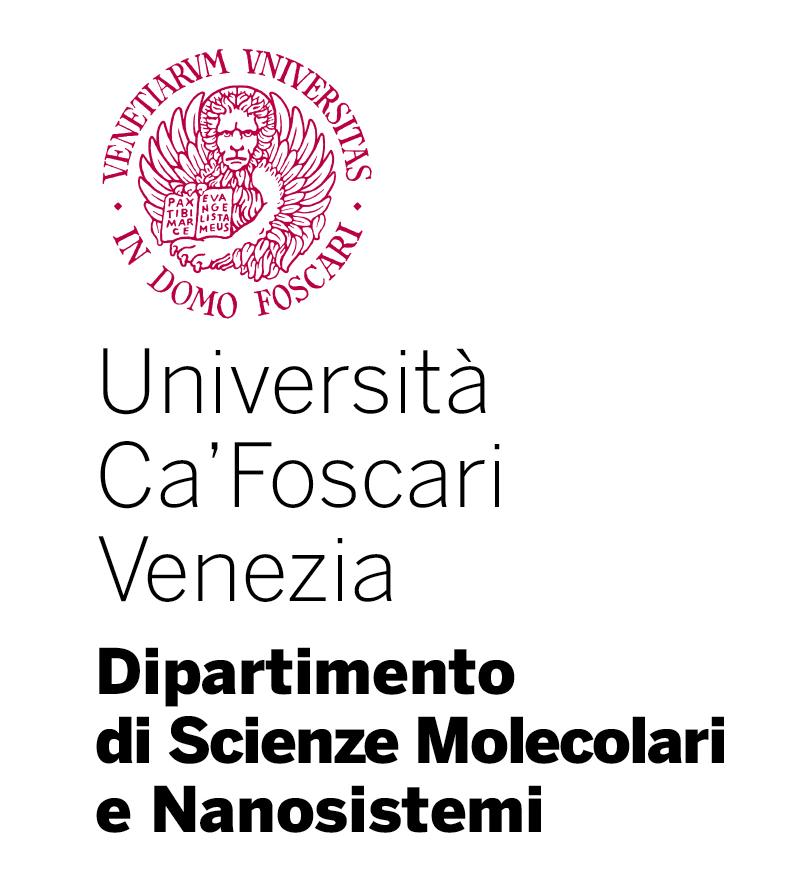 VENETIARVM VNIVERSITAS
IN DOMO FOSCARI
PAX
TIBI
MAR
CE
EVA
NGE
LISTA
MEUS
Università
Ca’Foscari
Venezia
Dipartimento
di Scienze Molecolari
e Nanosistemi